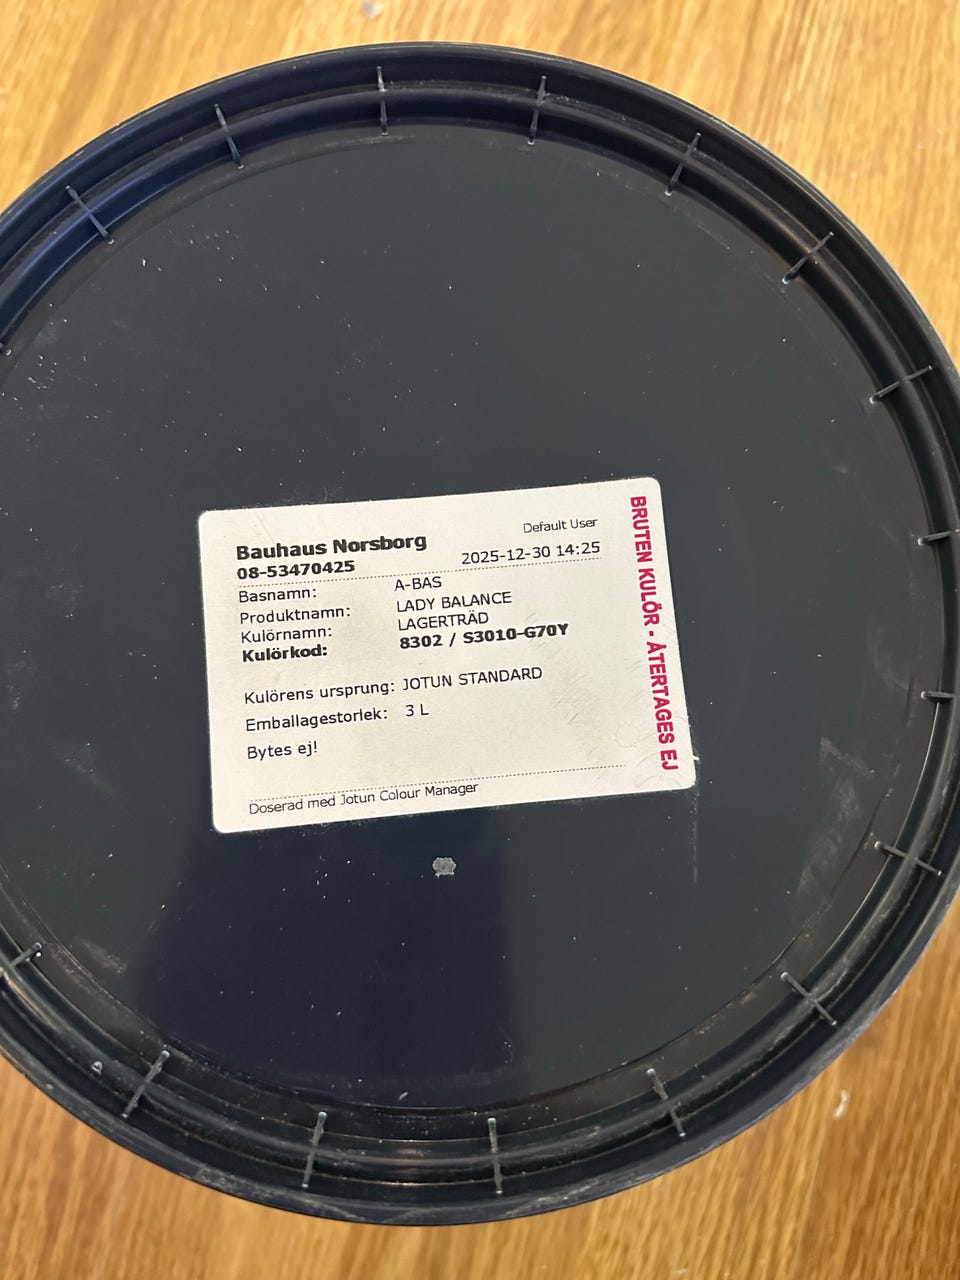 Bauhaus Norsborg
08-53470425
Default User
2025-12-30 14:25
Basnamn: A-BAS
Produktnamn: LADY BALANCE
Kulörnamn: LAGERTRÄD
Kulörkod: 8302 / S3010-G70Y
Kulörens ursprung: JOTUN STANDARD
Emballagestorlek: 3 L
Bytes ej!
Doserad med Jotun Colour Manager
BRUTEN KULÖR - ÅTERTAGES EJ